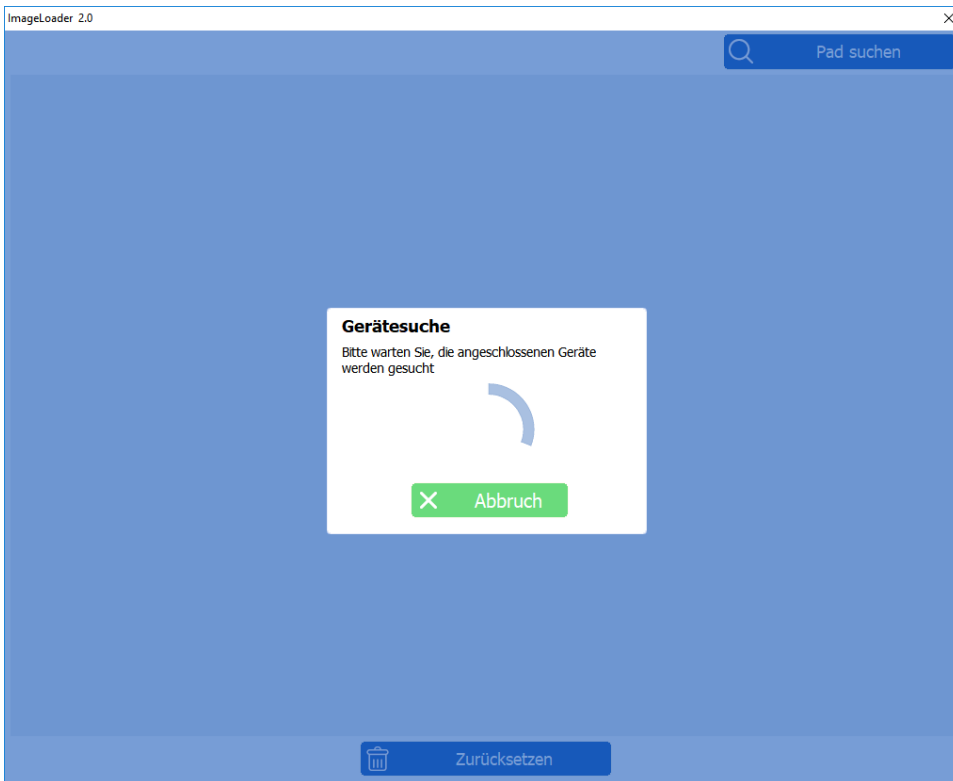 ImageLoader 2.0
Pad suchen
Gerätesuche
Bitte warten Sie, die angeschlossenen Geräte
werden gesucht
Abbruch
Zurücksetzen